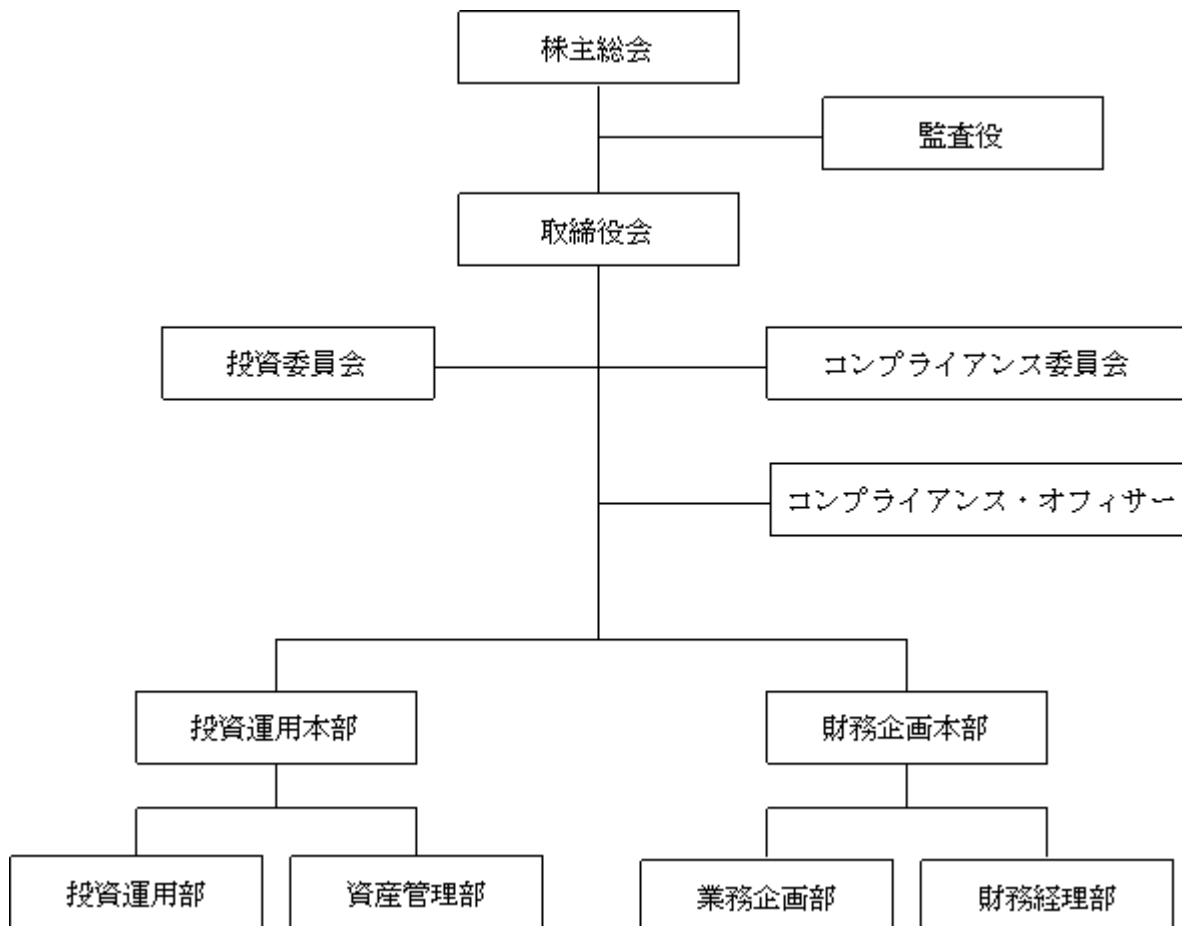 株主総会
監査役
取締役会
投資委員会
コンプライアンス委員会
コンプライアンス・オフィサー
投資運用本部
財務企画本部
投資運用部
資産管理部
業務企画部
財務経理部